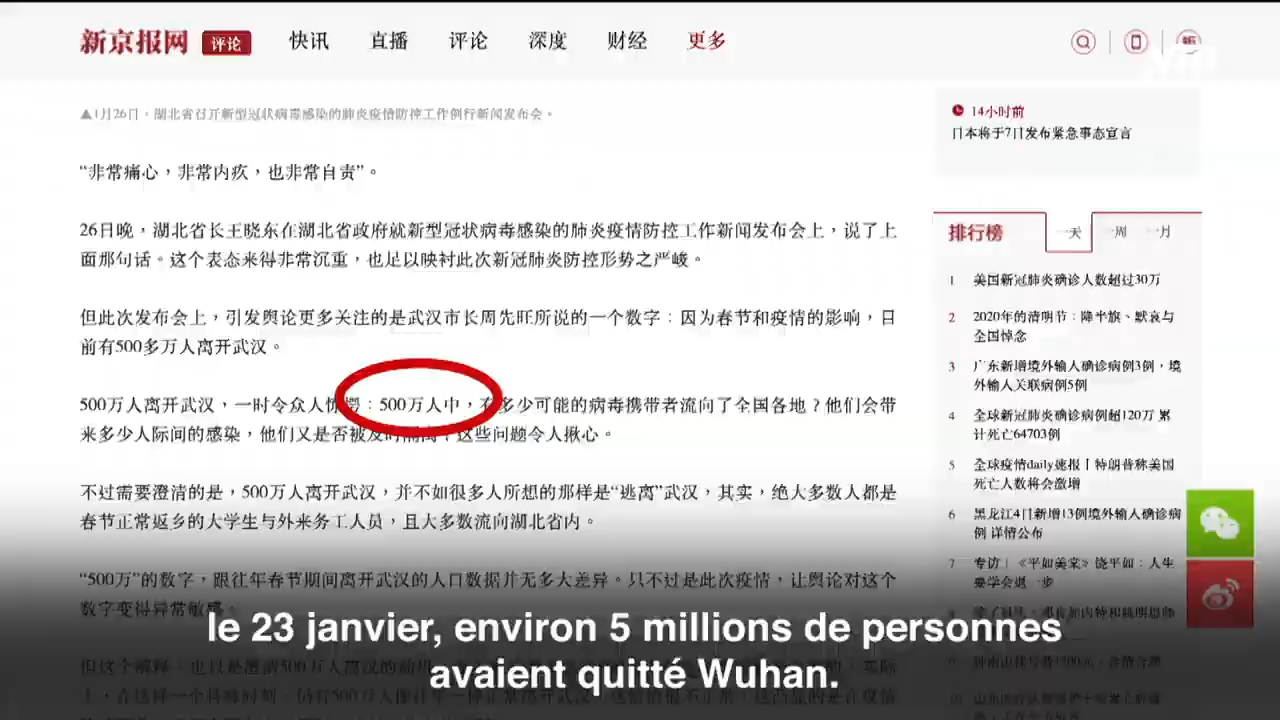 新京报网 评论 快讯 直播 评论 深度 财经 更多
▲1月26日，湖北省召开新型冠状病毒感染的肺炎疫情防控工作例行新闻发布会。
“非常痛心，非常内疚，也非常自责”。
26日晚，湖北省长王晓东在湖北省政府就新型冠状病毒感染的肺炎疫情防控工作新闻发布会上，说了上
面那句话。这个表态来得非常沉重，也足以映衬此次新冠肺炎防控形势之严峻。
但此次发布会上，引发舆论更多关注的是武汉市长周先旺所说的一个数字：因为春节和疫情的影响，目
前有500多万人离开武汉。
500万人离开武汉，一时令众人惊愕：500万人中，有多少可能的病毒携带者流向了全国各地？他们会带
来多少人际间的感染，他们又是否被及时隔离？这些问题令人揪心。
不过需要澄清的是，500万人离开武汉，并不如很多人所想的那样是“逃离”武汉，其实，绝大多数人都是
春节正常返乡的大学生与外来务工人员，且大多数流向湖北省内。
“500万”的数字，跟往年春节期间离开武汉的人口数据并无多大差异。只不过是此次疫情，让舆论对这个
数字变得异常敏感。
14小时前
日本将于7日发布紧急事态宣言
排行榜 一天 一周 一月
1 美国新冠肺炎确诊人数超过30万
2 2020年的清明节：降半旗、默哀与
全国悼念
3 广东新增境外输入确诊病例3例，境
外输入关联病例5例
4 全球新冠肺炎确诊病例超120万 累
计死亡64703例
5 全球疫情daily速报丨特朗普称美国
死亡人数将会激增
6 黑龙江4日新增13例境外输入确诊病
例 详情公布
7 专访｜《平如美棠》饶平如：人生
要学会退一步
le 23 janvier, environ 5 millions de personnes
avaient quitté Wuhan.